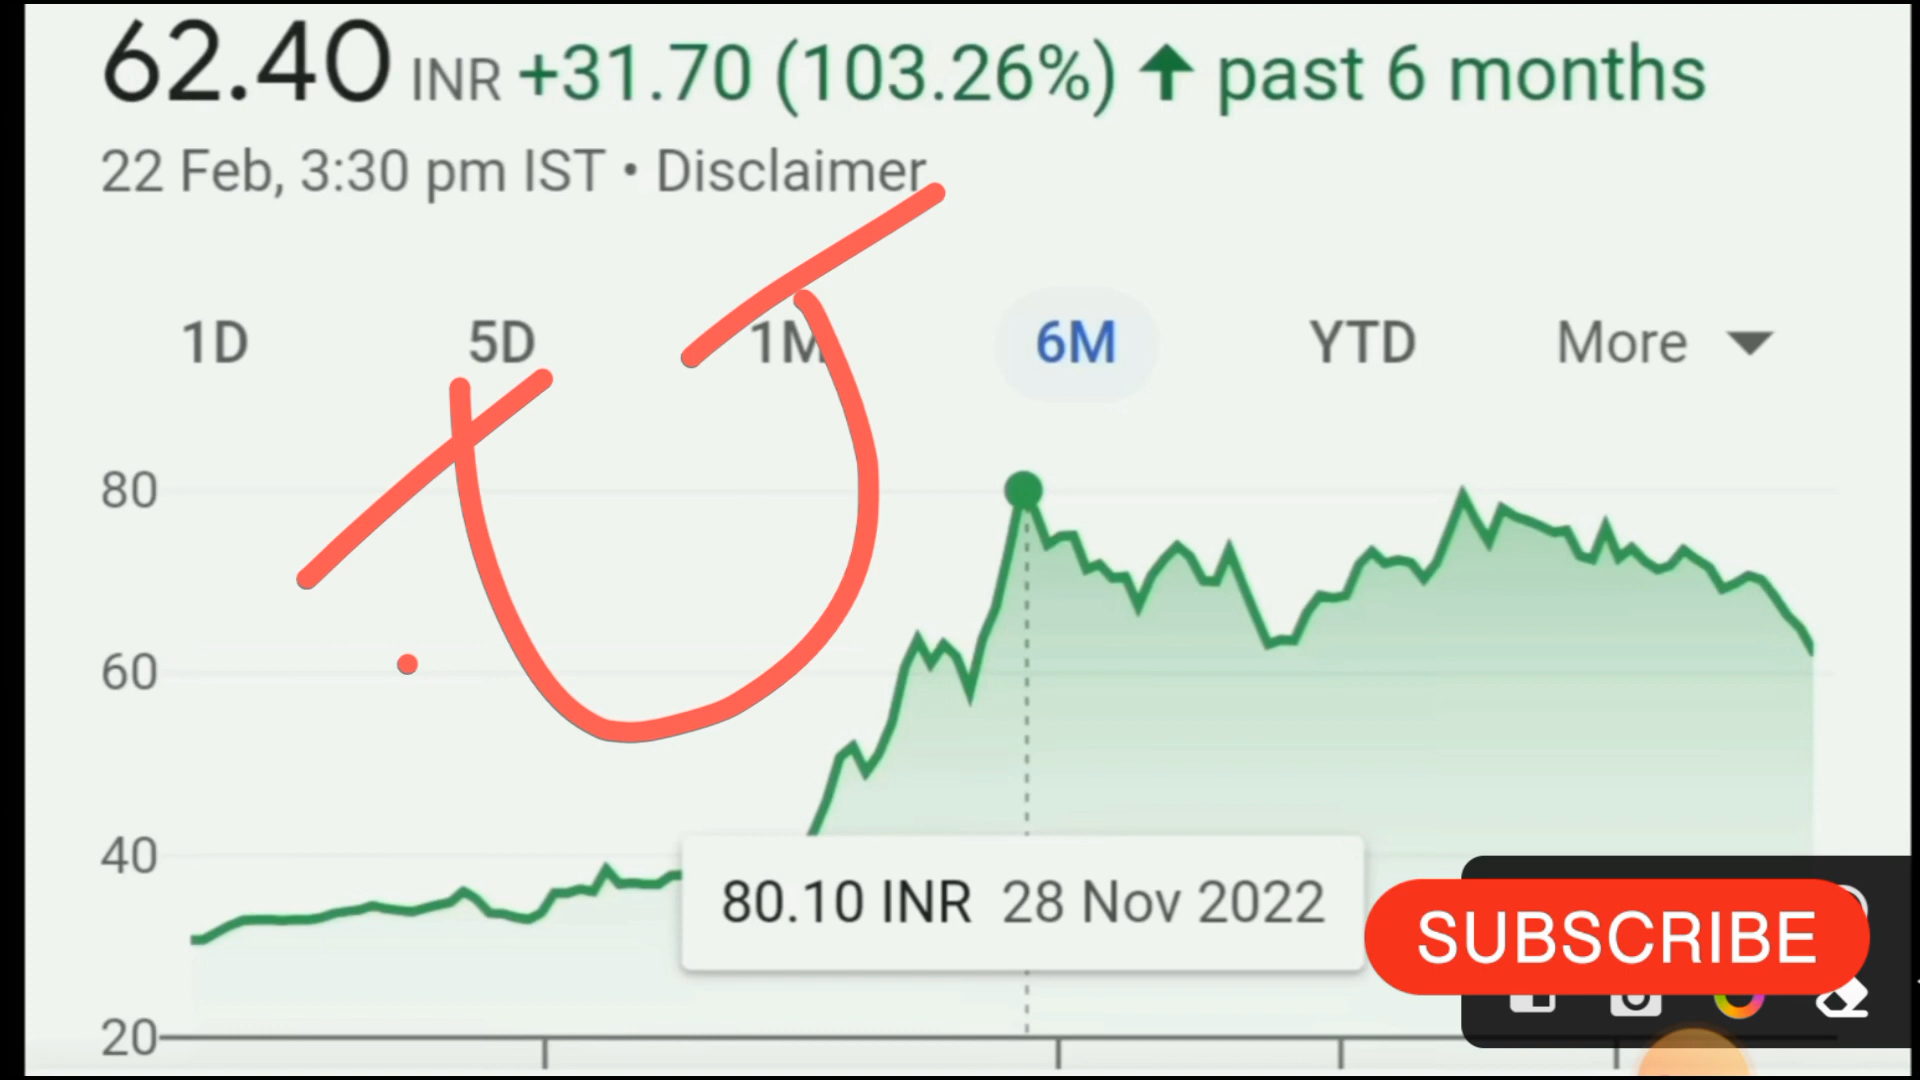 62.40 INR +31.70 (103.26%) ↑ past 6 months
22 Feb, 3:30 pm IST • Disclaimer
1D 5D 1M 6M YTD More
80
60
40
80.10 INR 28 Nov 2022
SUBSCRIBE
20